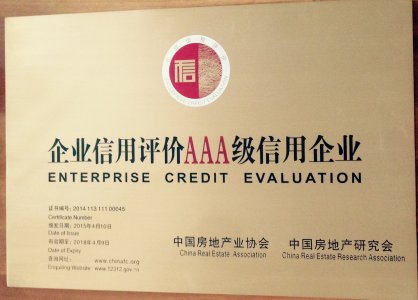 信
企业信用评价AAA级信用企业
ENTERPRISE CREDIT EVALUATION
证书编号: 2014 113 111 00045
Certificate Number
颁发日期: 2015年4月10日
Date of Issue
有效日期: 2018年4月9日
Date of Expiry
查询网址: www.chinatc.org
Enquiring Website: www.12312.gov.cn
中国房地产业协会 中国房地产研究会
China Real Estate Association China Real Estate Research Association